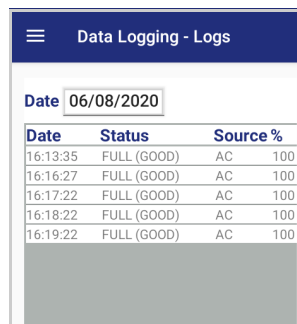 Data Logging - Logs
Date 06/08/2020
Date Status Source %
16:13:35 FULL (GOOD) AC 100
16:16:27 FULL (GOOD) AC 100
16:17:22 FULL (GOOD) AC 100
16:18:22 FULL (GOOD) AC 100
16:19:22 FULL (GOOD) AC 100